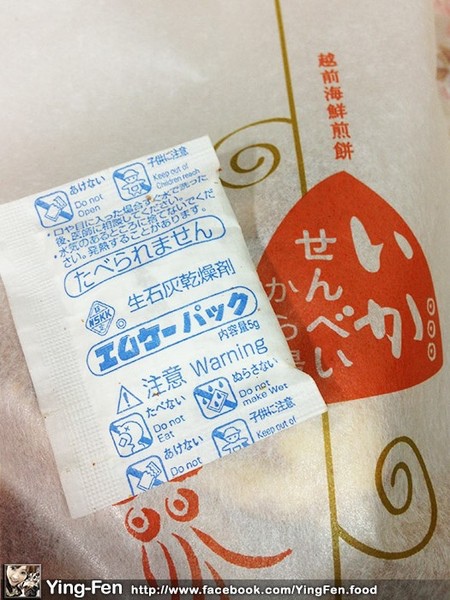 越前海鮮煎餅
いか
せんべい
から
あけない
Do not
Open
子供に注意
Keep out of
Children reach
・口や目に入った場合すぐ水で洗った
後、医師に相談してください。
・水気のあるところに捨てないでくだ
さい。発熱することがあります。
たべられません
NSKK
生石灰乾燥剤
エムケーパック
内容量5g
注意 Warning
たべない
Do not
Eat
ぬらさない
Do not
make Wet
あけない
Do not
子供に注意
Keep out of
Ying-Fen http://www.facebook.com/YingFen.food